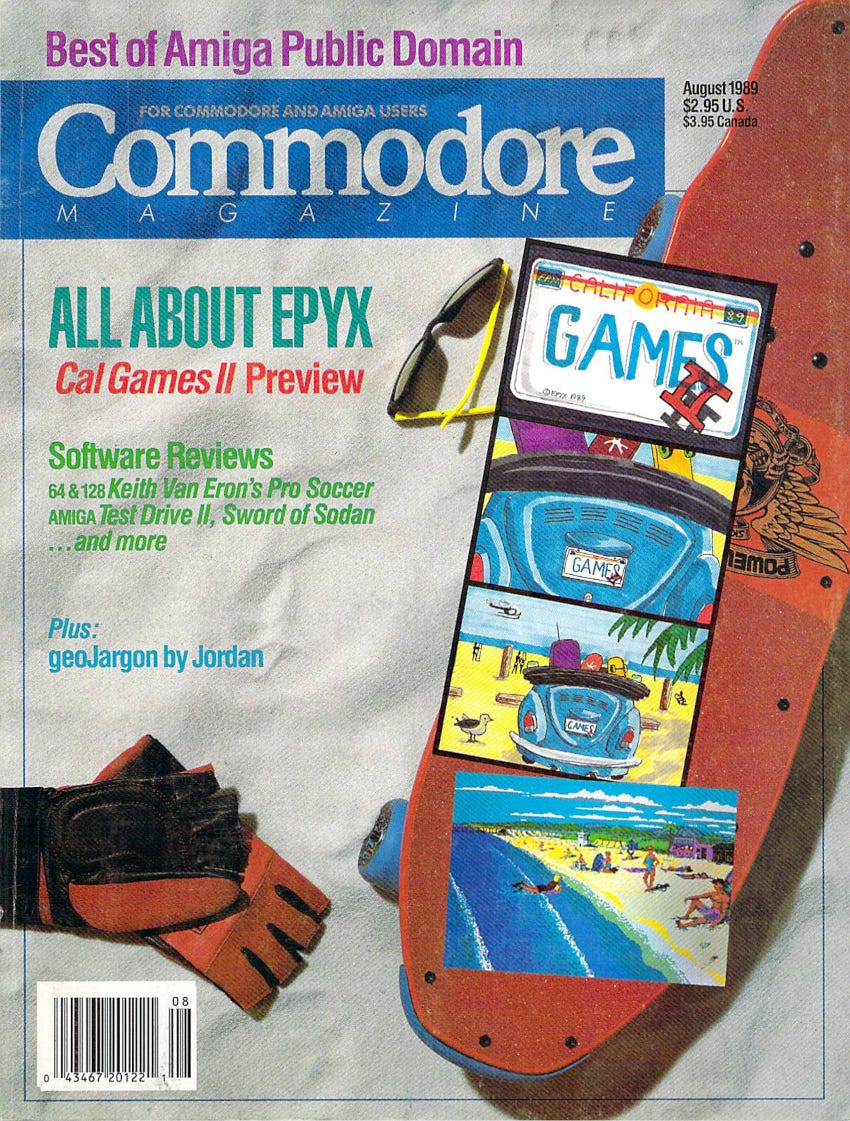 Best of Amiga Public Domain
August 1989
$2.95 U.S.
$3.95 Canada
FOR COMMODORE AND AMIGA USERS
Commodore
MAGAZINE
ALL ABOUT EPYX
Cal Games II Preview
Software Reviews
64 & 128 Keith Van Eron's Pro Soccer
AMIGA Test Drive II, Sword of Sodan
...and more
Plus:
geoJargon by Jordan
CALIFORNIA
89
GAMES
TM
II
© EPYX 1989
GAMES
POWELL
GAMES
08
0 43467 20122 1